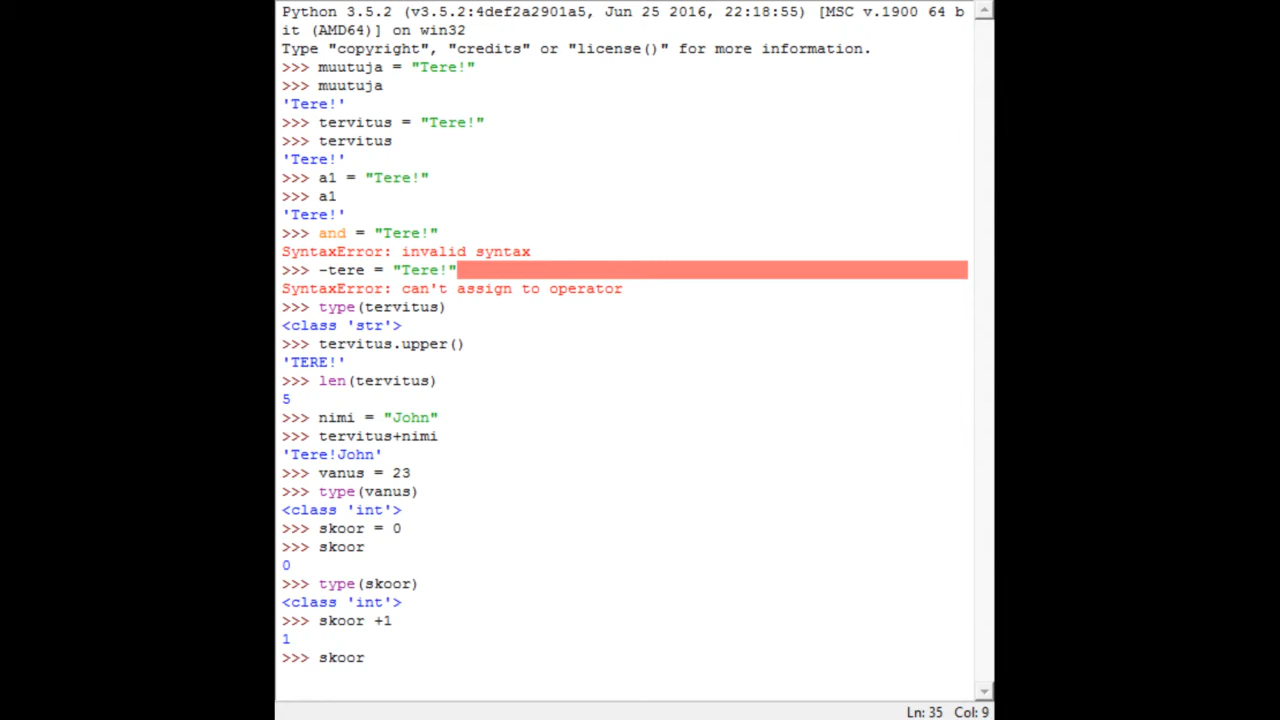 Python 3.5.2 (v3.5.2:4def2a2901a5, Jun 25 2016, 22:18:55) [MSC v.1900 64 b
it (AMD64)] on win32
Type "copyright", "credits" or "license()" for more information.
>>> muutuja = "Tere!"
>>> muutuja
'Tere!'
>>> tervitus = "Tere!"
>>> tervitus
'Tere!'
>>> a1 = "Tere!"
>>> a1
'Tere!'
>>> and = "Tere!"
SyntaxError: invalid syntax
>>> -tere = "Tere!"
SyntaxError: can't assign to operator
>>> type(tervitus)
<class 'str'>
>>> tervitus.upper()
'TERE!'
>>> len(tervitus)
5
>>> nimi = "John"
>>> tervitus+nimi
'Tere!John'
>>> vanus = 23
>>> type(vanus)
<class 'int'>
>>> skoor = 0
>>> skoor
0
>>> type(skoor)
<class 'int'>
>>> skoor +1
1
>>> skoor
Ln: 35 Col: 9